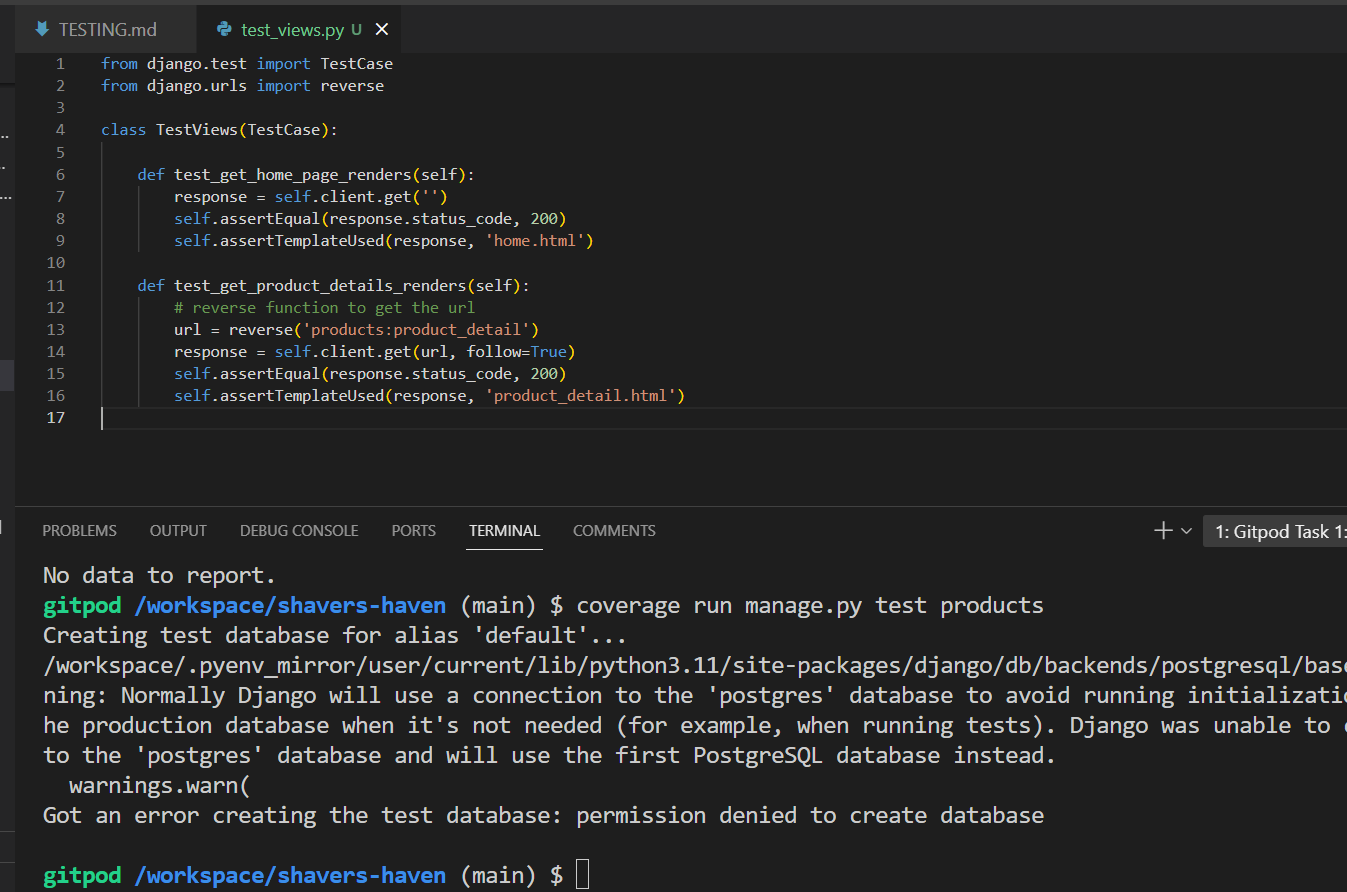 TESTING.md
test_views.py U
1 from django.test import TestCase
2 from django.urls import reverse
3
4 class TestViews(TestCase):
5
6 def test_get_home_page_renders(self):
7 response = self.client.get('')
8 self.assertEqual(response.status_code, 200)
9 self.assertTemplateUsed(response, 'home.html')
10
11 def test_get_product_details_renders(self):
12 # reverse function to get the url
13 url = reverse('products:product_detail')
14 response = self.client.get(url, follow=True)
15 self.assertEqual(response.status_code, 200)
16 self.assertTemplateUsed(response, 'product_detail.html')
17
PROBLEMS OUTPUT DEBUG CONSOLE PORTS TERMINAL COMMENTS
1: Gitpod Task 1:
No data to report.
gitpod /workspace/shavers-haven (main) $ coverage run manage.py test products
Creating test database for alias 'default'...
/workspace/.pyenv_mirror/user/current/lib/python3.11/site-packages/django/db/backends/postgresql/base
ning: Normally Django will use a connection to the 'postgres' database to avoid running initializatio
he production database when it's not needed (for example, when running tests). Django was unable to
to the 'postgres' database and will use the first PostgreSQL database instead.
warnings.warn(
Got an error creating the test database: permission denied to create database
gitpod /workspace/shavers-haven (main) $